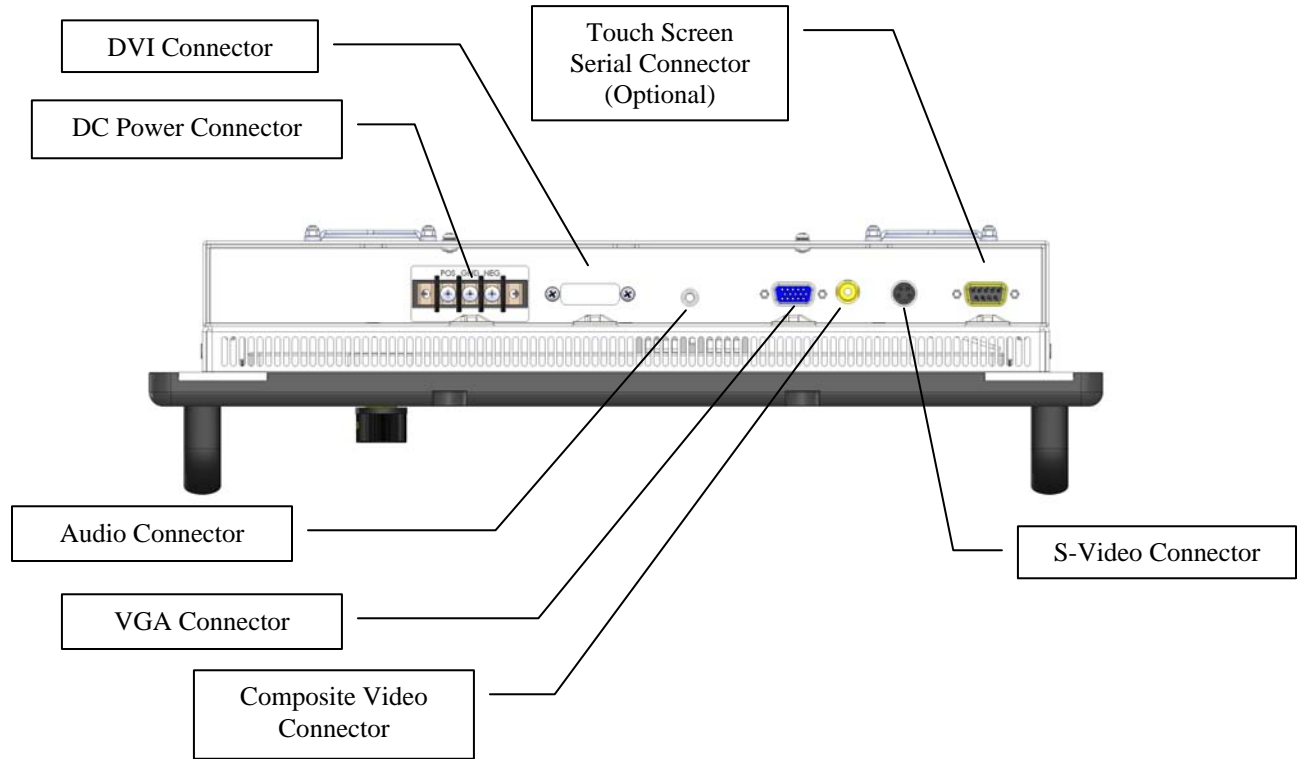 DVI Connector
Touch Screen
Serial Connector
(Optional)
DC Power Connector
POS GND NEG
Audio Connector
S-Video Connector
VGA Connector
Composite Video
Connector